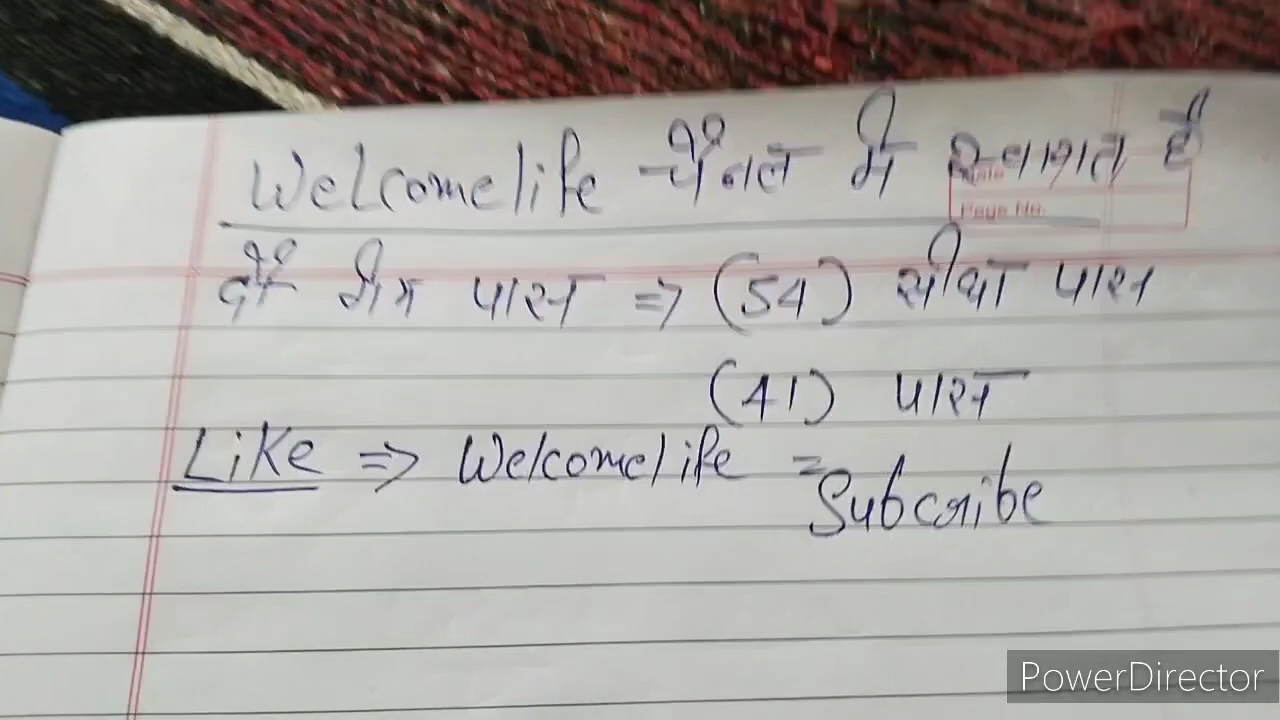 Welcomelife चैनल में स्वागत है
Date
Page No.
दो गेम पास => (54) सीधा पास
(41) पास
Like => Welcomelife = Subcribe
PowerDirector